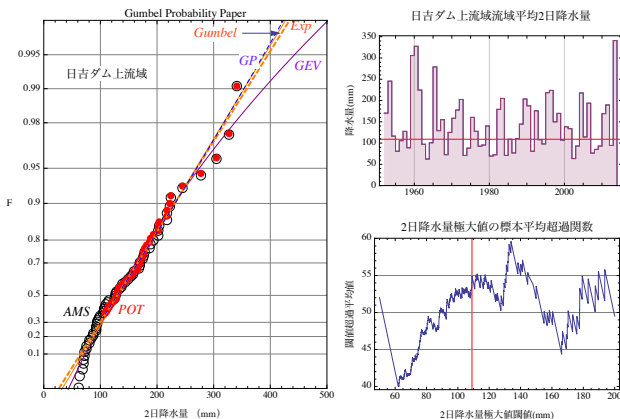 Gumbel Probability Paper
Gumbel
Exp
GP
GEV
日吉ダム上流域
0.995
0.99
0.98
0.95
F
0.9
0.8
0.7
0.5
0.3
0.2
0.1
AMS
POT
0 100 200 300 400 500
2日降水量 (mm)
日吉ダム上流域流域平均2日降水量
350
300
250
200
150
100
50
0
降水量(mm)
1960 1980 2000
2日降水量極大値の標本平均超過関数
60
55
50
45
40
閾値超過平均値
60 80 100 120 140 160 180 200
2日降水量極大値閾値(mm)